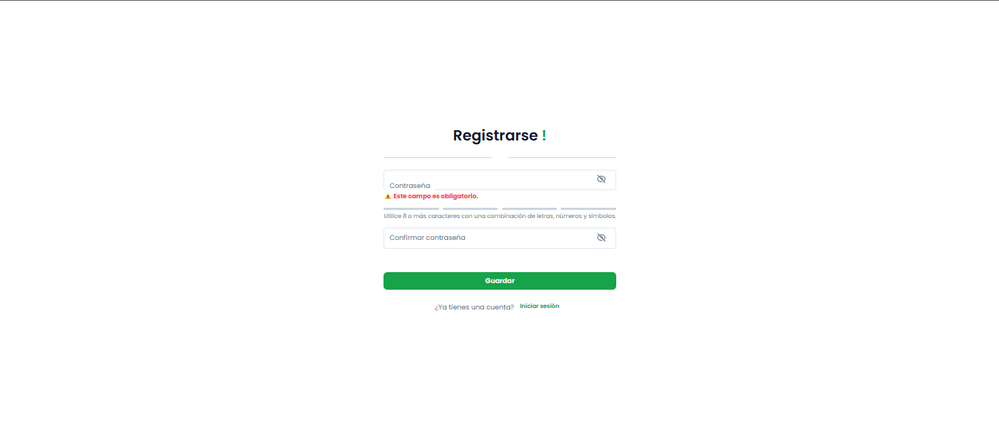 Registrarse !
Contraseña
⚠ Este campo es obligatorio.
Utilice 8 o más caracteres con una combinación de letras, números y símbolos.
Confirmar contraseña
Guardar
¿Ya tienes una cuenta? Iniciar sesión